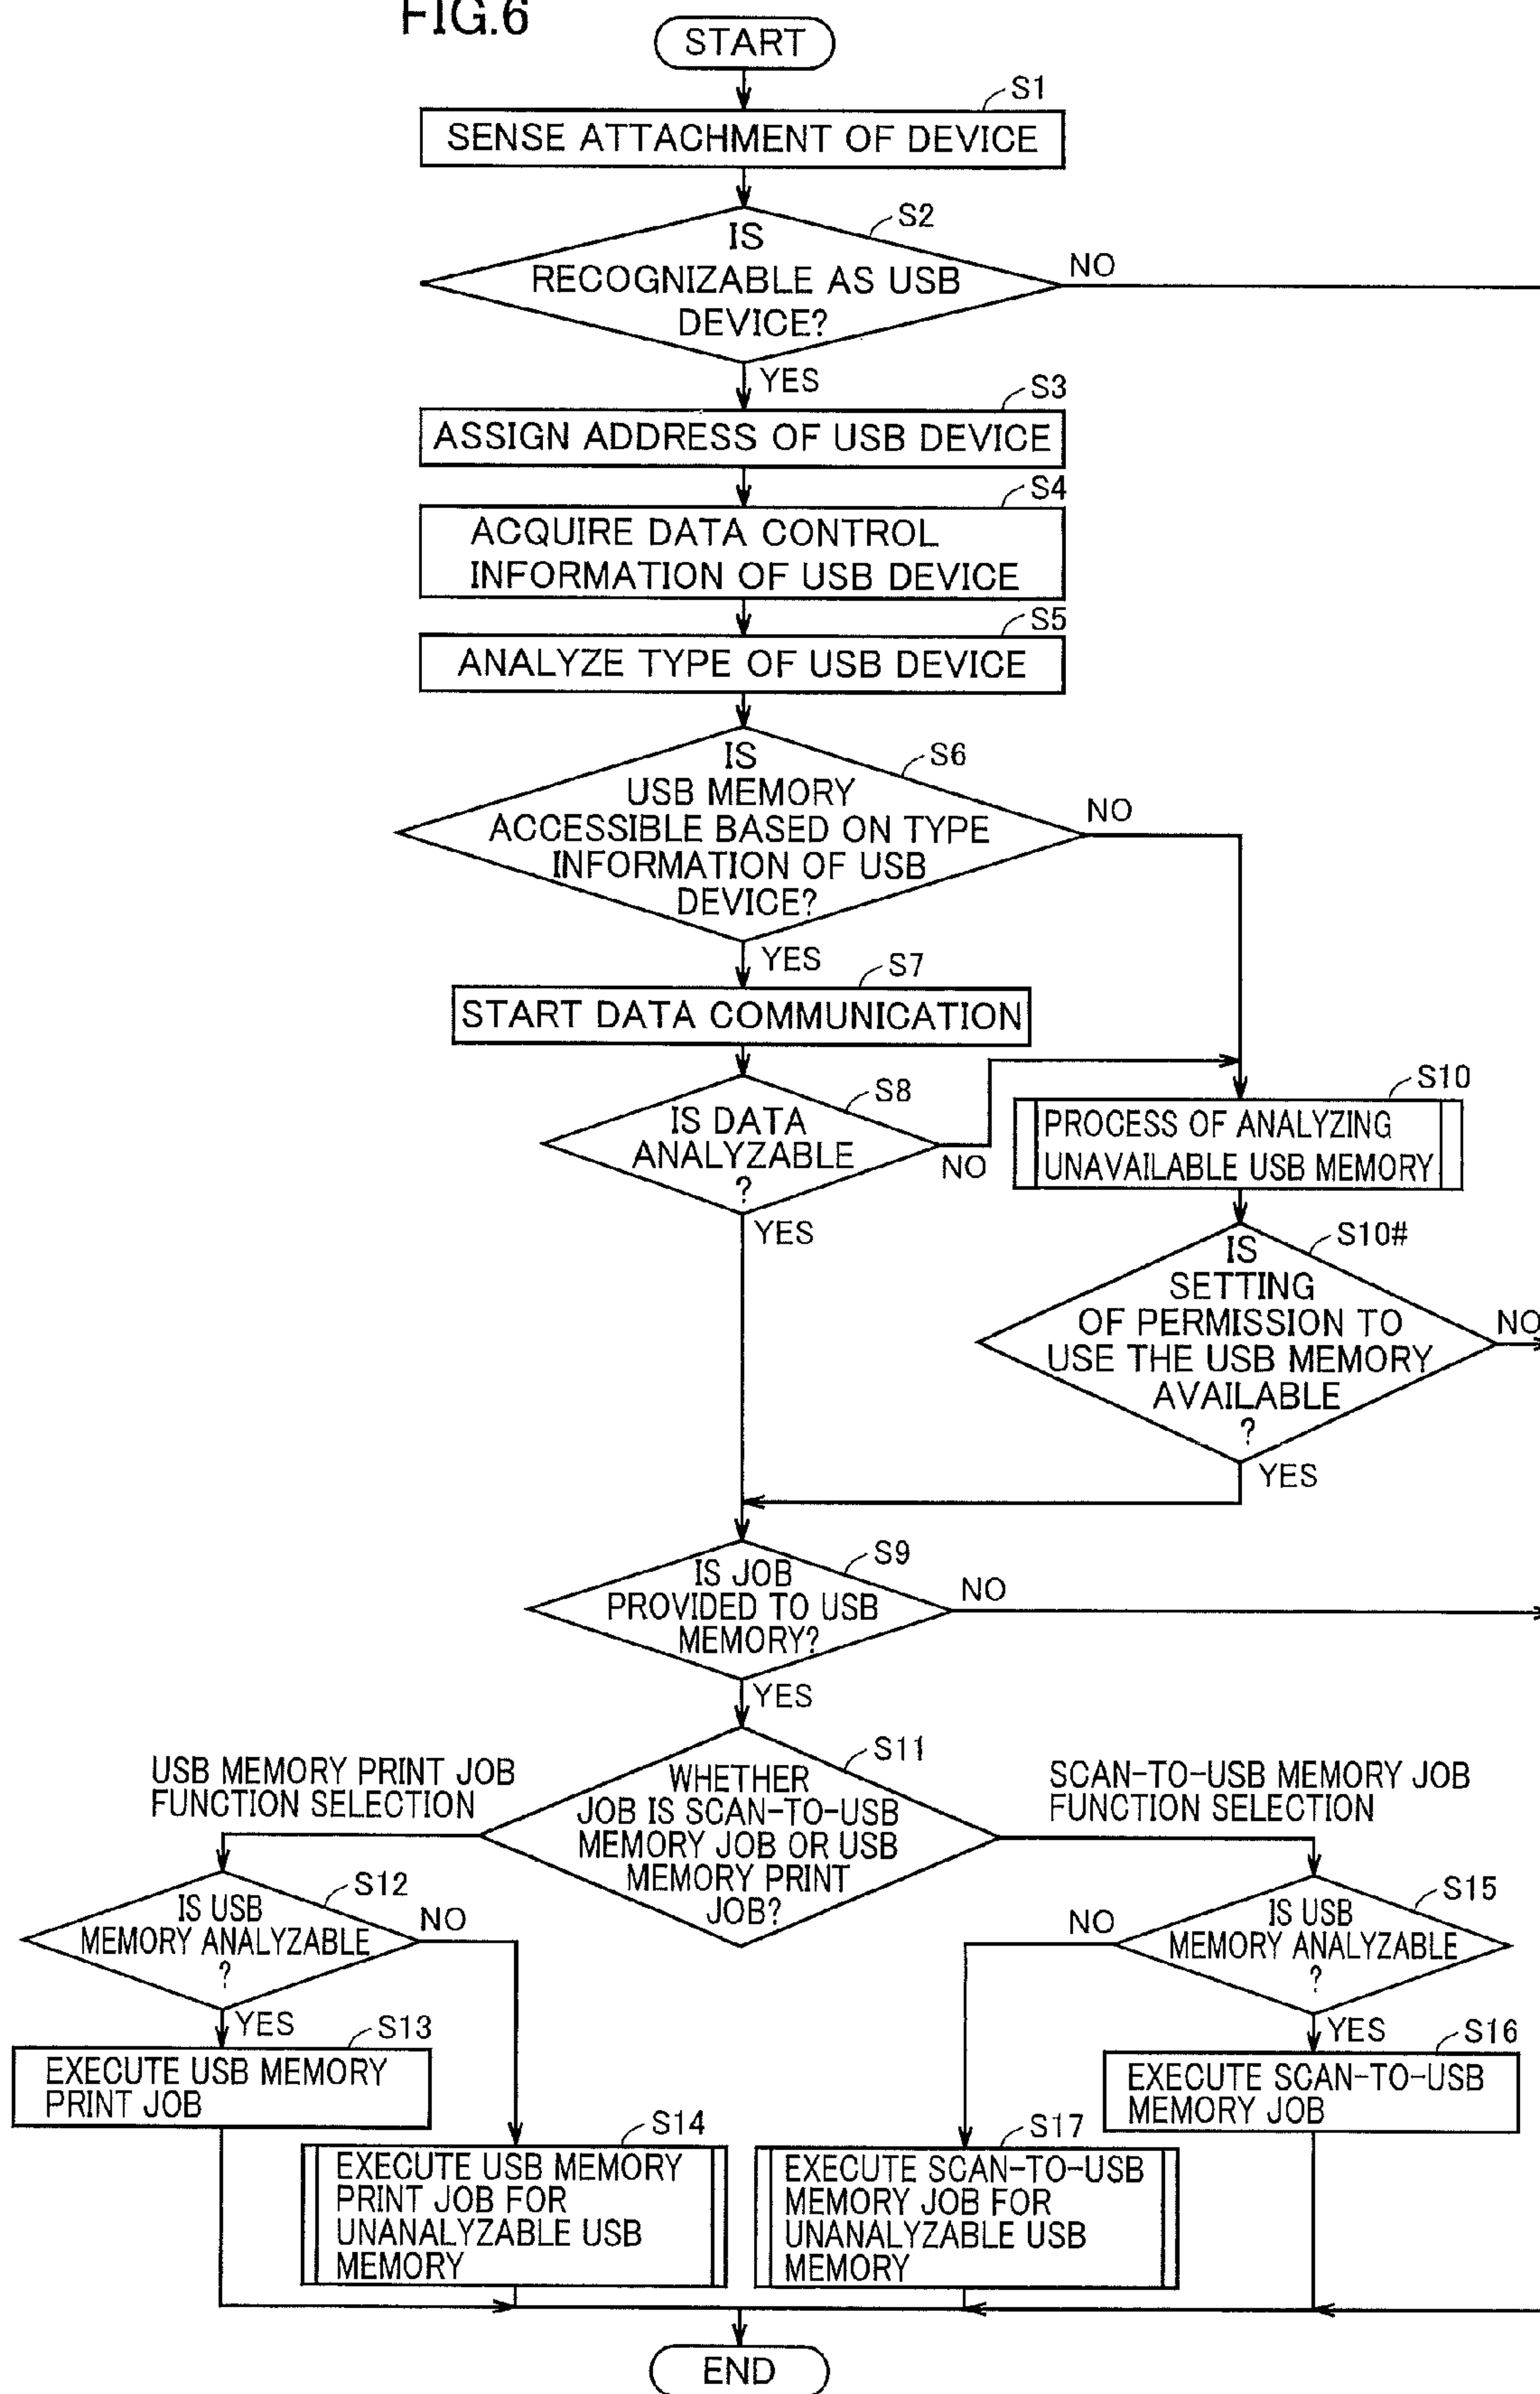 FIG.6
START
S1
SENSE ATTACHMENT OF DEVICE
S2
IS
RECOGNIZABLE AS USB
DEVICE?
NO
YES
S3
ASSIGN ADDRESS OF USB DEVICE
S4
ACQUIRE DATA CONTROL
INFORMATION OF USB DEVICE
S5
ANALYZE TYPE OF USB DEVICE
S6
IS
USB MEMORY
ACCESSIBLE BASED ON TYPE
INFORMATION OF USB
DEVICE?
NO
YES
S7
START DATA COMMUNICATION
S8
IS DATA
ANALYZABLE
?
NO
YES
S10
PROCESS OF ANALYZING
UNAVAILABLE USB MEMORY
S10#
IS
SETTING
OF PERMISSION TO
USE THE USB MEMORY
AVAILABLE
?
NO
YES
S9
IS JOB
PROVIDED TO USB
MEMORY?
NO
YES
S11
WHETHER
JOB IS SCAN-TO-USB
MEMORY JOB OR USB
MEMORY PRINT
JOB?
USB MEMORY PRINT JOB
FUNCTION SELECTION
SCAN-TO-USB MEMORY JOB
FUNCTION SELECTION
S12
IS USB
MEMORY ANALYZABLE
?
NO
YES
S13
EXECUTE USB MEMORY
PRINT JOB
S14
EXECUTE USB MEMORY
PRINT JOB FOR
UNANALYZABLE USB
MEMORY
S15
IS USB
MEMORY ANALYZABLE
?
NO
YES
S16
EXECUTE SCAN-TO-USB
MEMORY JOB
S17
EXECUTE SCAN-TO-USB
MEMORY JOB FOR
UNANALYZABLE USB
MEMORY
END